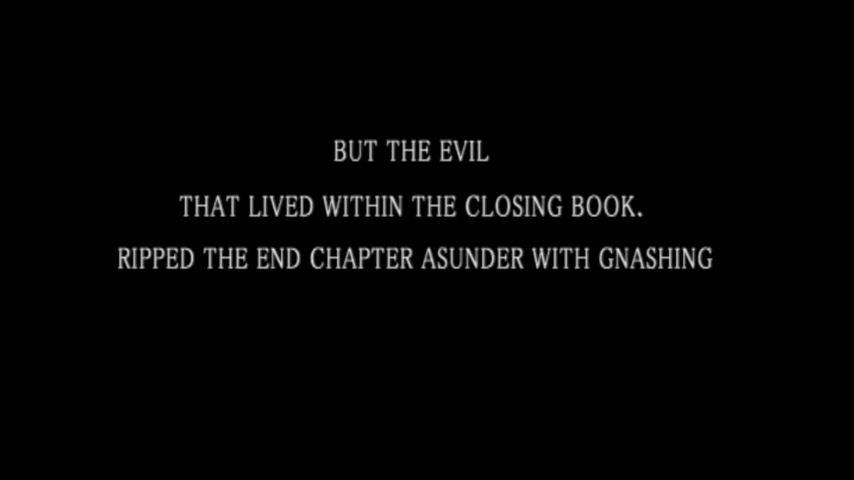 BUT THE EVIL
THAT LIVED WITHIN THE CLOSING BOOK.
RIPPED THE END CHAPTER ASUNDER WITH GNASHING